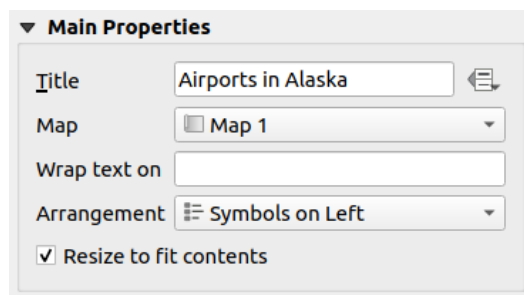 Main Properties
Title Airports in Alaska
Map Map 1
Wrap text on
Arrangement Symbols on Left
Resize to fit contents